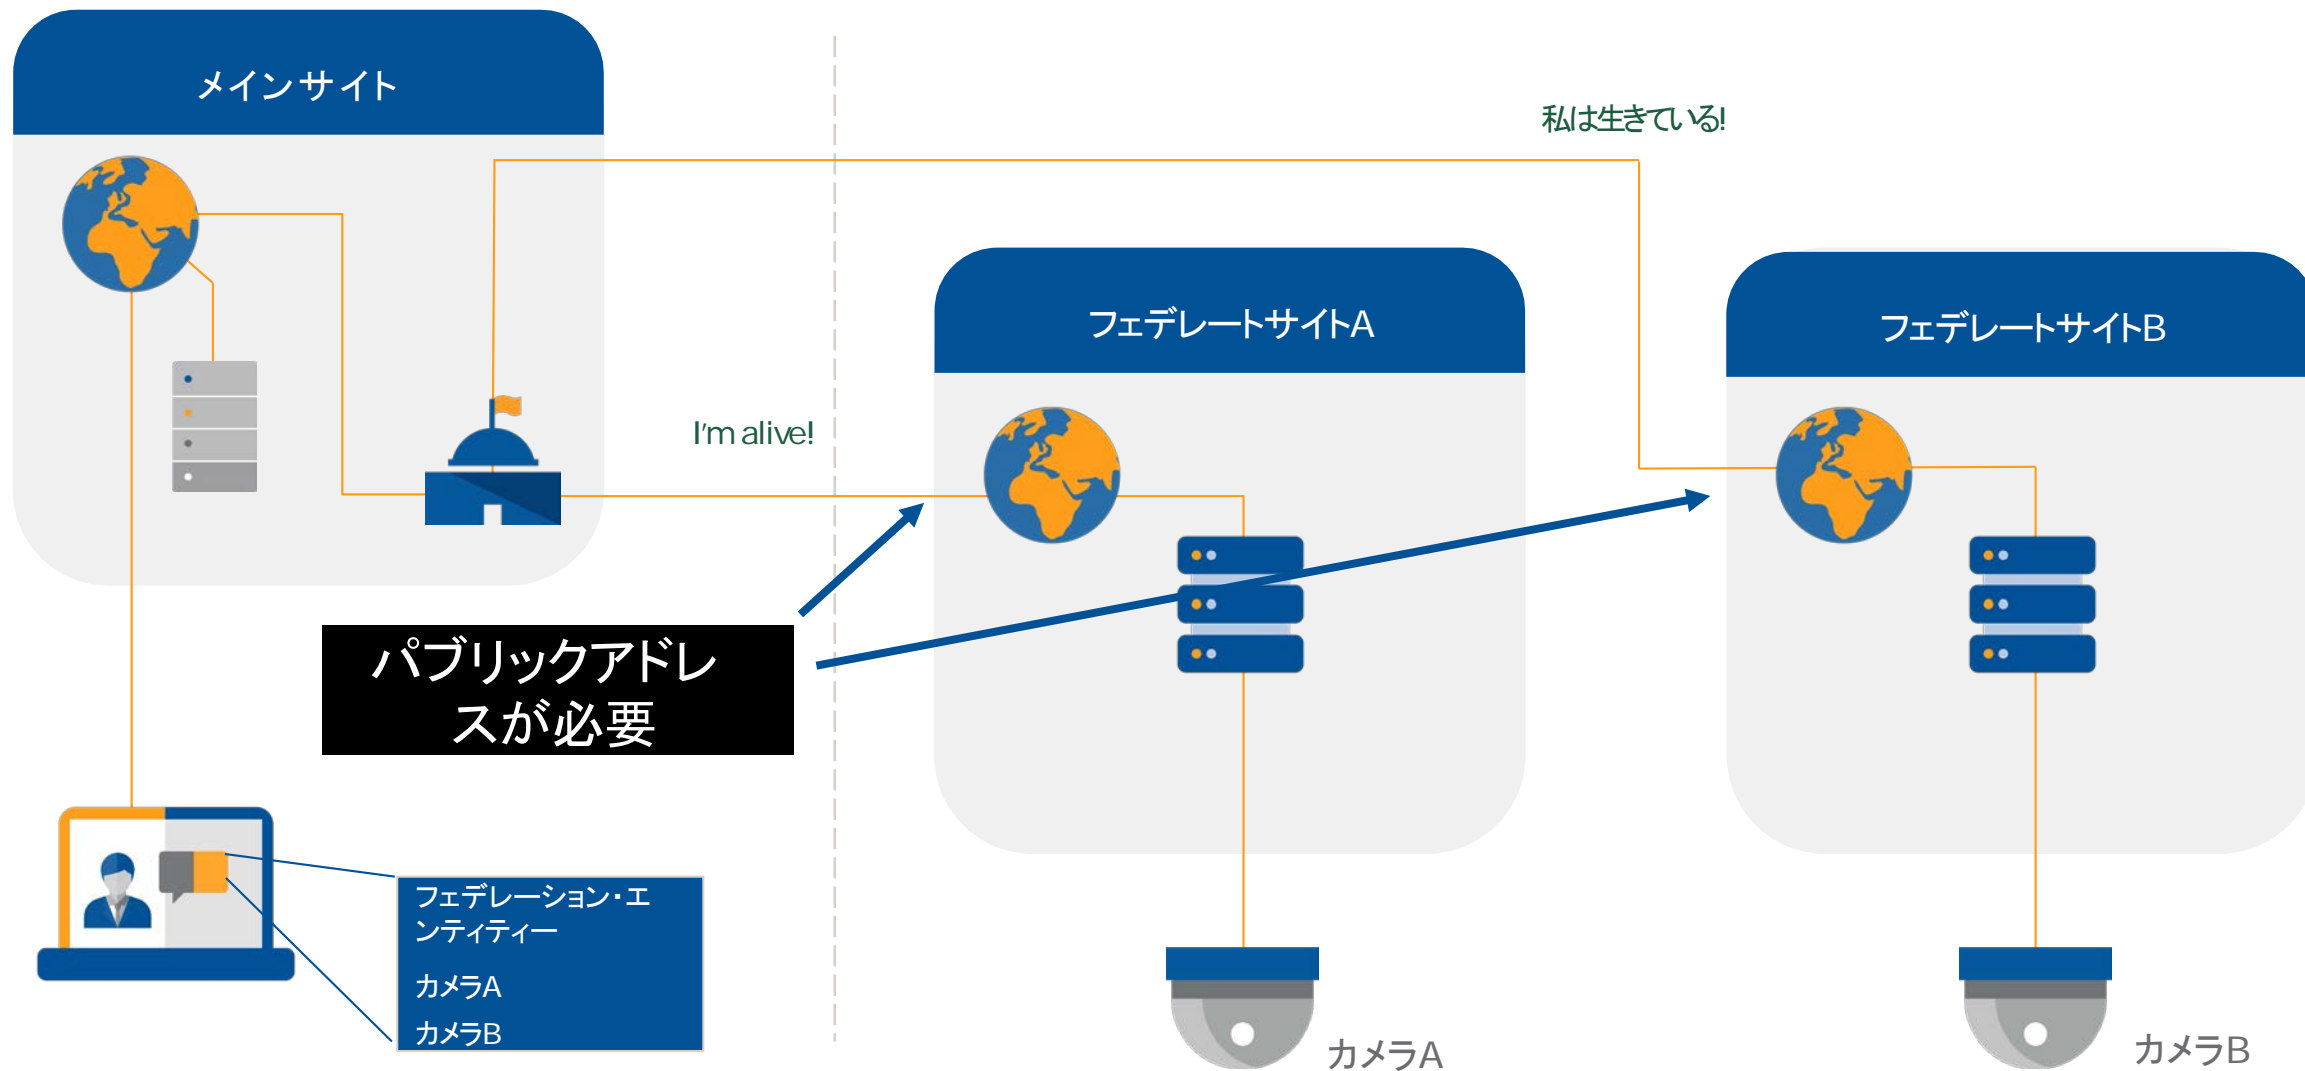 メインサイト
私は生きている!
フェデレートサイトA
フェデレートサイトB
I'm alive!
パブリックアドレ
スが必要
フェデレーション・エ
ンティティー
カメラA
カメラB
カメラA
カメラB